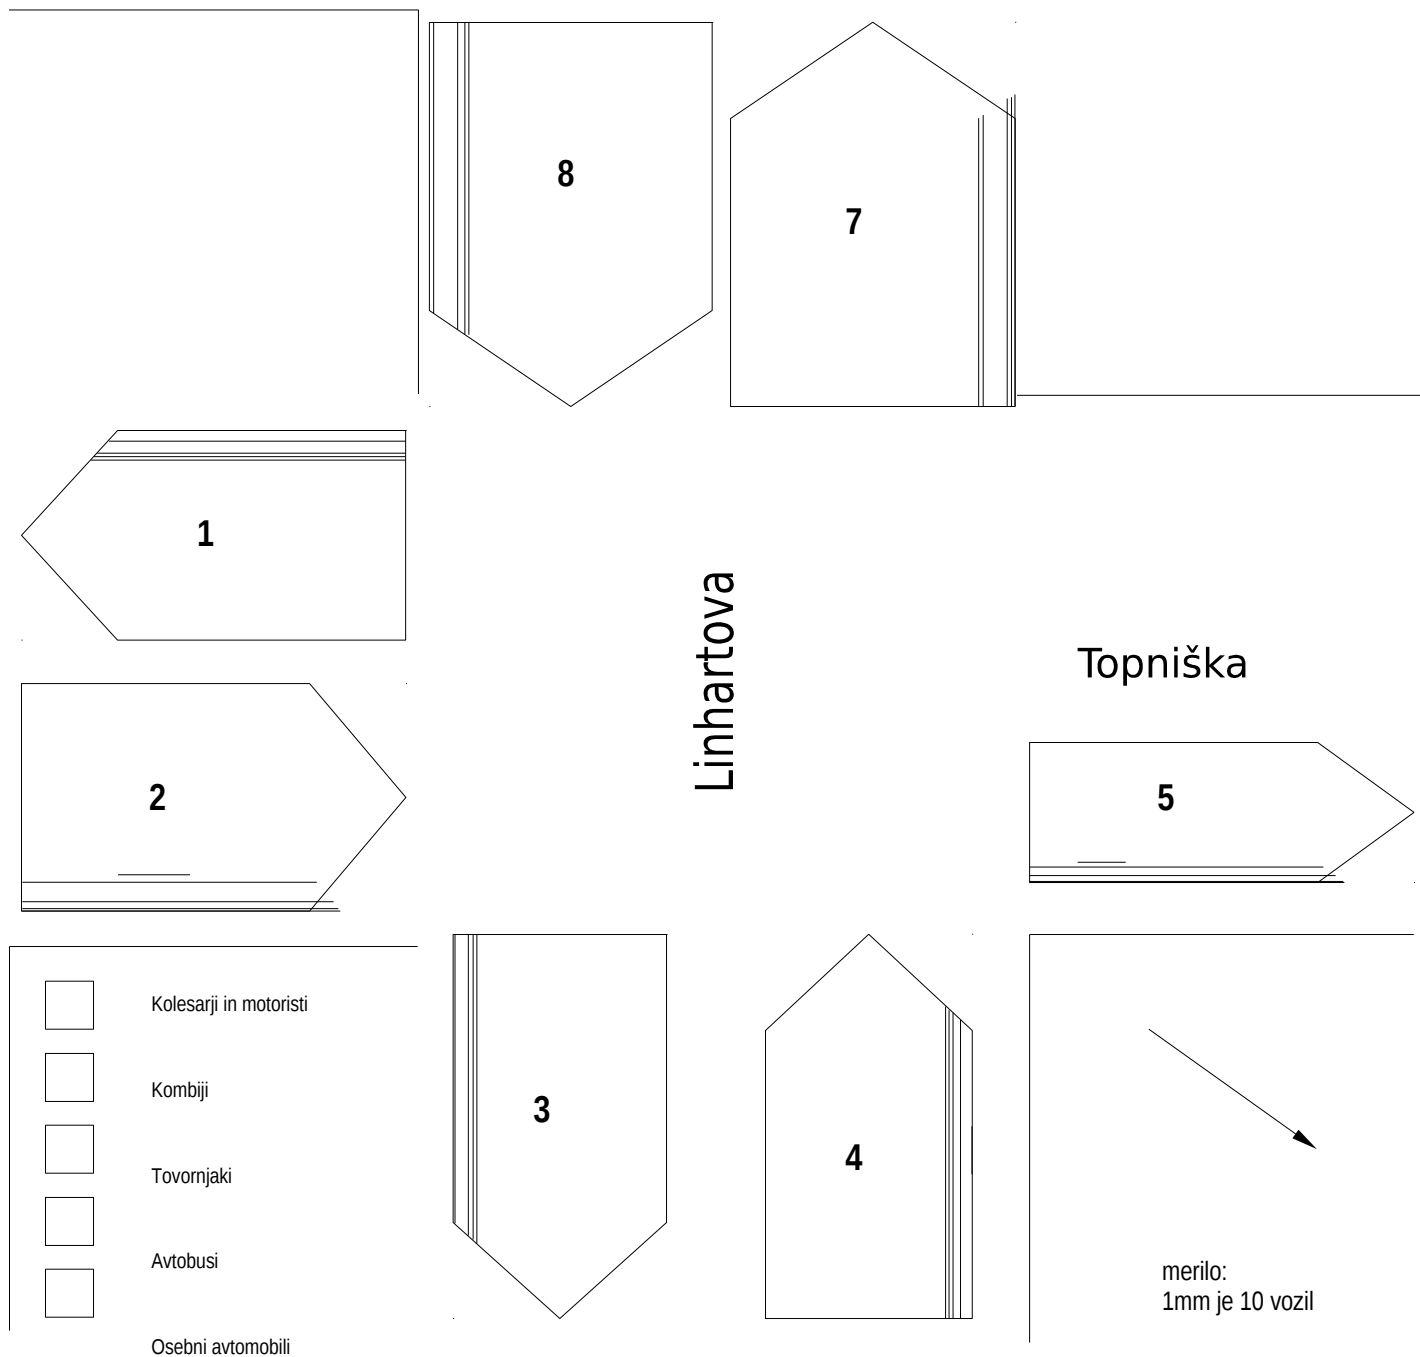 8
7
1
Linhartova
Topniška
2
5
Kolesarji in motoristi
Kombiji
3
4
Tovornjaki
Avtobusi
merilo:
1mm je 10 vozil
Osebni avtomobili